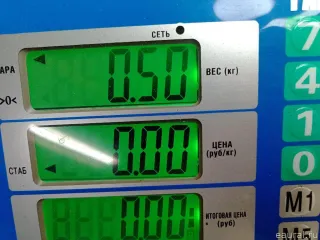 СЕТЬ
ТАРА
0.50
ВЕС (кг)
>0<
7
4
1
0
ЦЕНА
(руб/кг)
0.00
СТАБ
ИТОГОВАЯ ЦЕНА
(руб)
0.00
M1